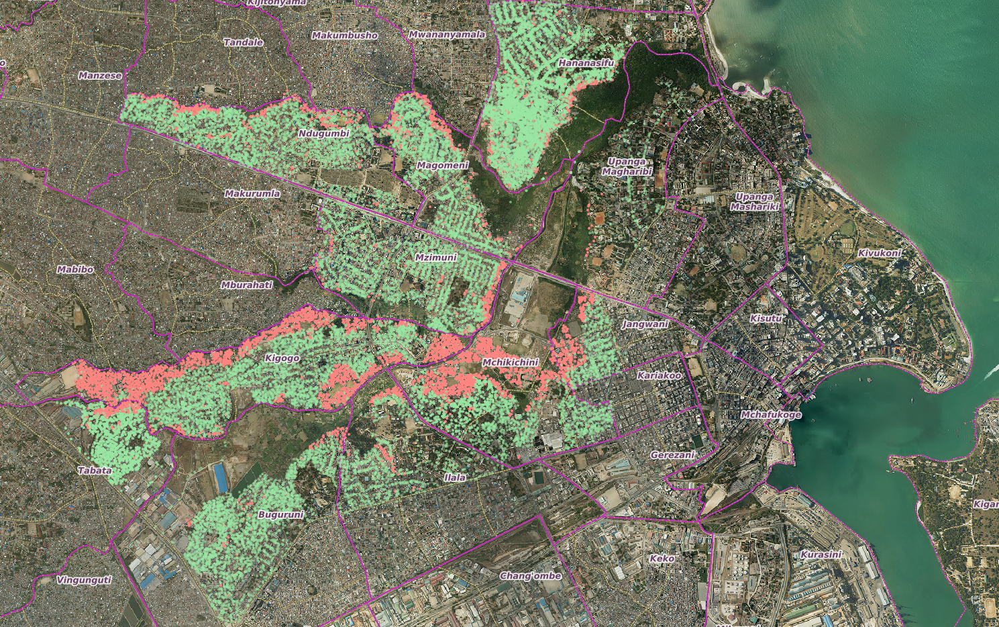 Kijitonyama
Makumbusho
Mwananyamala
Tandale
Hananasifu
Manzese
Ndugumbi
Magomeni
Upanga
Magharibi
Makurumla
Upanga
Mashariki
Mzimuni
Kivukoni
Mabibo
Mburahati
Kisutu
Jangwani
Kigogo
Mchikichini
Kariakoo
Mchafukoge
Gerezani
Tabata
Ilala
Buguruni
Kurasini
Keko
Chang'ombe
Vingunguti